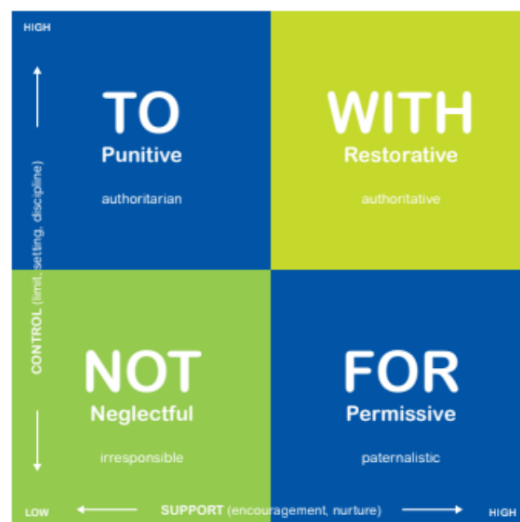 HIGH
TO
Punitive
authoritarian
WITH
Restorative
authoritative
CONTROL (limit, setting, discipline)
NOT
Neglectful
irresponsible
FOR
Permissive
paternalistic
LOW
SUPPORT (encouragement, nurture)
HIGH